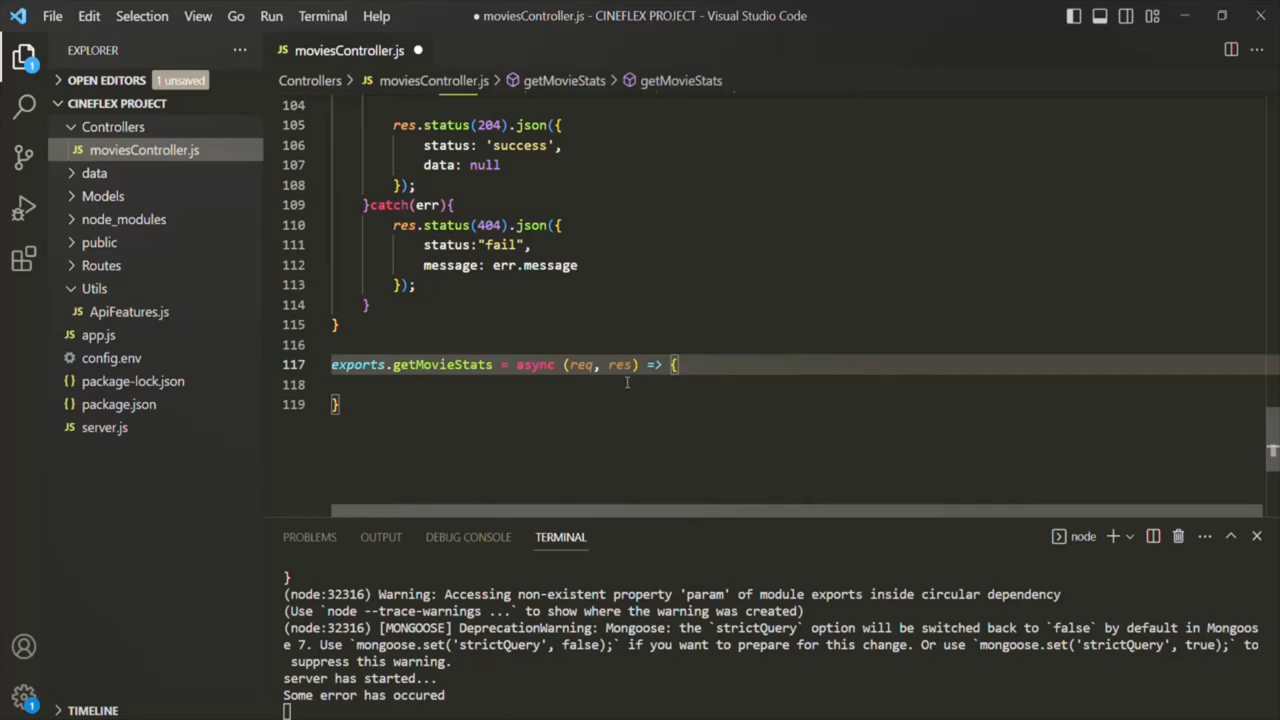 File Edit Selection View Go Run Terminal Help
● moviesController.js - CINEFLEX PROJECT - Visual Studio Code
EXPLORER
OPEN EDITORS 1 unsaved
CINEFLEX PROJECT
Controllers
JS moviesController.js
data
Models
node_modules
public
Routes
Utils
JS ApiFeatures.js
JS app.js
config.env
{} package-lock.json
{} package.json
JS server.js
TIMELINE
1
1
JS moviesController.js ●
Controllers > JS moviesController.js > getMovieStats > getMovieStats
104
105 res.status(204).json({
106 status: 'success',
107 data: null
108 });
109 }catch(err){
110 res.status(404).json({
111 status:"fail",
112 message: err.message
113 });
114 }
115 }
116
117 exports.getMovieStats = async (req, res) => {
118
119 }
PROBLEMS OUTPUT DEBUG CONSOLE TERMINAL
node
}
(node:32316) Warning: Accessing non-existent property 'param' of module exports inside circular dependency
(Use `node --trace-warnings ...` to show where the warning was created)
(node:32316) [MONGOOSE] DeprecationWarning: Mongoose: the `strictQuery` option will be switched back to `false` by default in Mongoos
e 7. Use `mongoose.set('strictQuery', false);` if you want to prepare for this change. Or use `mongoose.set('strictQuery', true);` to
suppress this warning.
server has started...
Some error has occured